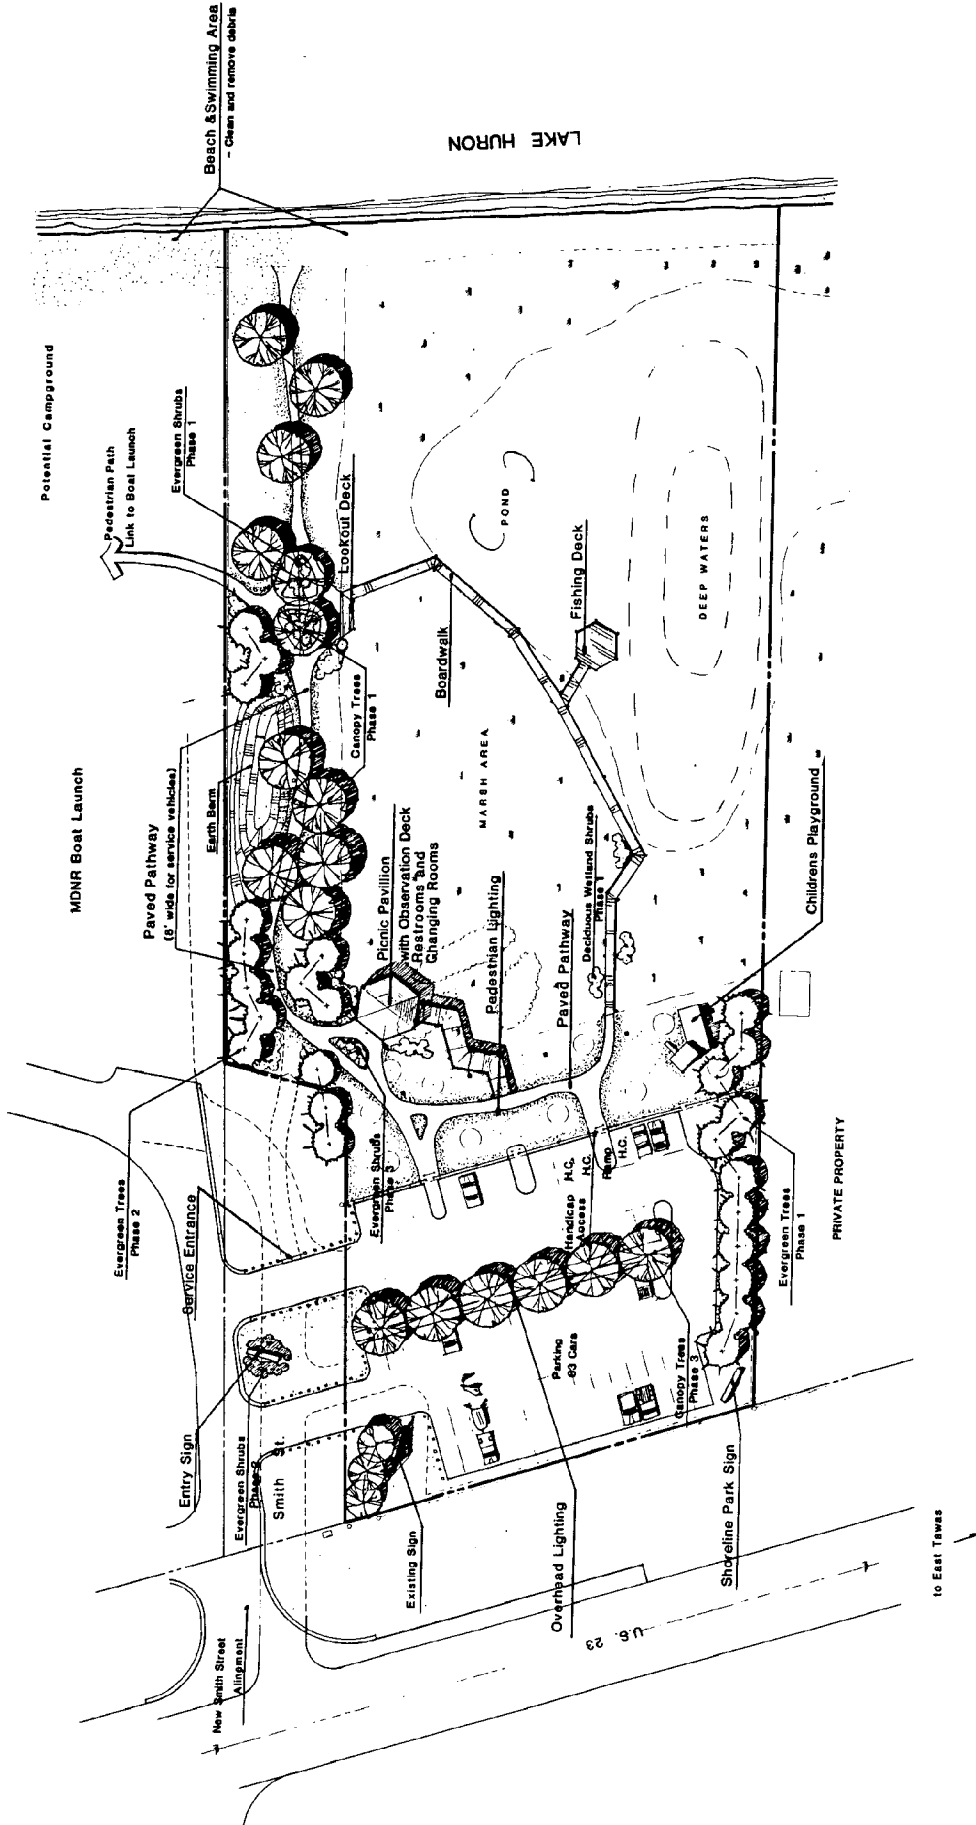 Beach & Swimming Area
- Clean and remove debris
LAKE HURON
Potential Campground
Pedestrian Path
Link to Boat Launch
Evergreen Shrubs
Phase 1
Lookout Deck
POND
DEEP WATERS
Fishing Deck
Boardwalk
Canopy Trees
Phase 1
MARSH AREA
MDNR Boat Launch
Paved Pathway
(8' wide for service vehicles)
Earth Berm
Picnic Pavillion
with Observation Deck
Restrooms and
Changing Rooms
Pedestrian Lighting
Paved Pathway
Deciduous Wetland Shrubs
Phase 1
Childrens Playground
Evergreen Trees
Phase 2
Service Entrance
Evergreen Shrubs
Phase 3
H.C.
H.C.
Ramp
H.C.
Handicap
Access
Evergreen Trees
Phase 1
PRIVATE PROPERTY
Parking
83 Cars
Canopy Trees
Phase 3
Entry Sign
Evergreen Shrubs
Phase 2
Smith St.
Existing Sign
Overhead Lighting
Shoreline Park Sign
New Smith Street
Alinpment
U.S. 23
to East Tawas